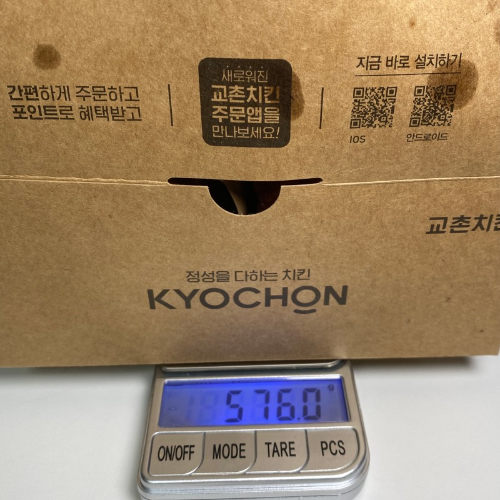 간편하게 주문하고
포인트로 혜택받고
새로워진
교촌치킨
주문앱을
만나보세요!
지금 바로 설치하기
IOS
안드로이드
교촌치킨
정성을 다하는 치킨
KYOCHON
576.0 g
ON/OFF
MODE
TARE
PCS